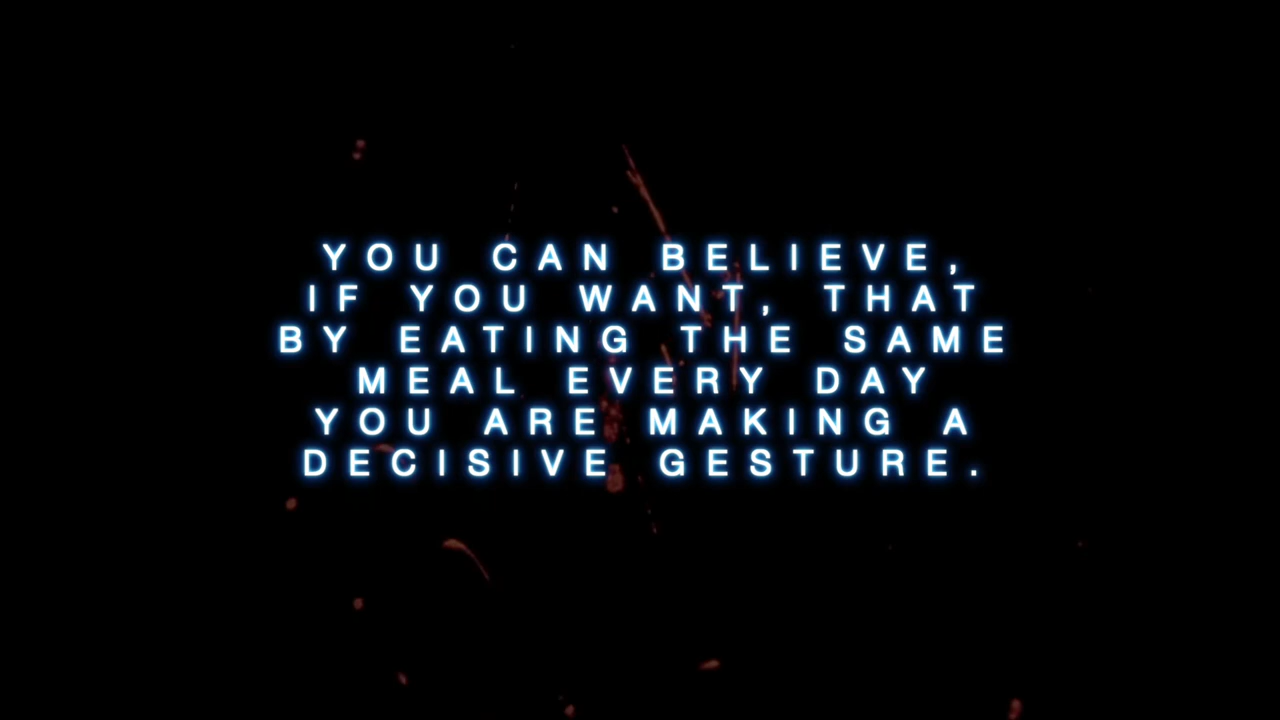 YOU CAN BELIEVE,
IF YOU WANT, THAT
BY EATING THE SAME
MEAL EVERY DAY
YOU ARE MAKING A
DECISIVE GESTURE.